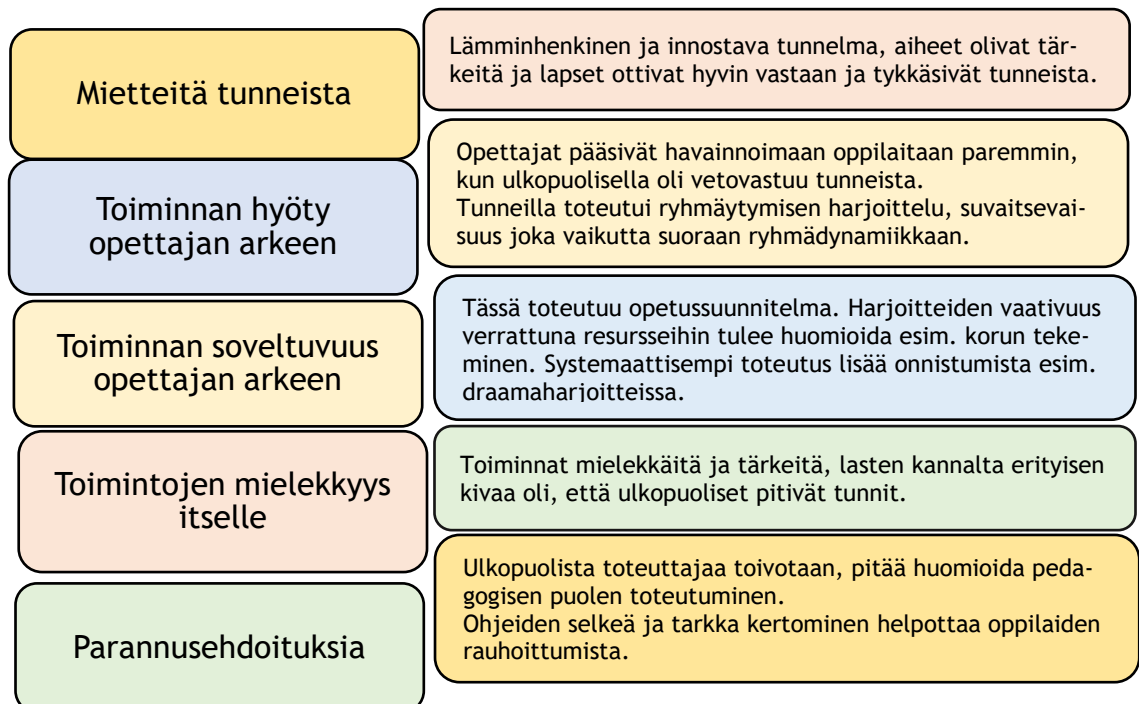 Mietteitä tunneista
Lämminhenkinen ja innostava tunnelma, aiheet olivat tär-
keitä ja lapset ottivat hyvin vastaan ja tykkäsivät tunneista.
Toiminnan hyöty
opettajan arkeen
Opettajat pääsivät havainnoimaan oppilaitaan paremmin,
kun ulkopuolisella oli vetovastuu tunneista.
Tunneilla toteutui ryhmäytymisen harjoittelu, suvaitsevai-
suus joka vaikutta suoraan ryhmädynamiikkaan.
Toiminnan soveltuvuus
opettajan arkeen
Tässä toteutuu opetussuunnitelma. Harjoitteiden vaativuus
verrattuna resursseihin tulee huomioida esim. korun teke-
minen. Systemaattisempi toteutus lisää onnistumista esim.
draamaharjoitteissa.
Toimintojen mielekkyys
itselle
Toiminnat mielekkäitä ja tärkeitä, lasten kannalta erityisen
kivaa oli, että ulkopuoliset pitivät tunnit.
Parannusehdoituksia
Ulkopuolista toteuttajaa toivotaan, pitää huomioida peda-
gogisen puolen toteutuminen.
Ohjeiden selkeä ja tarkka kertominen helpottaa oppilaiden
rauhoittumista.